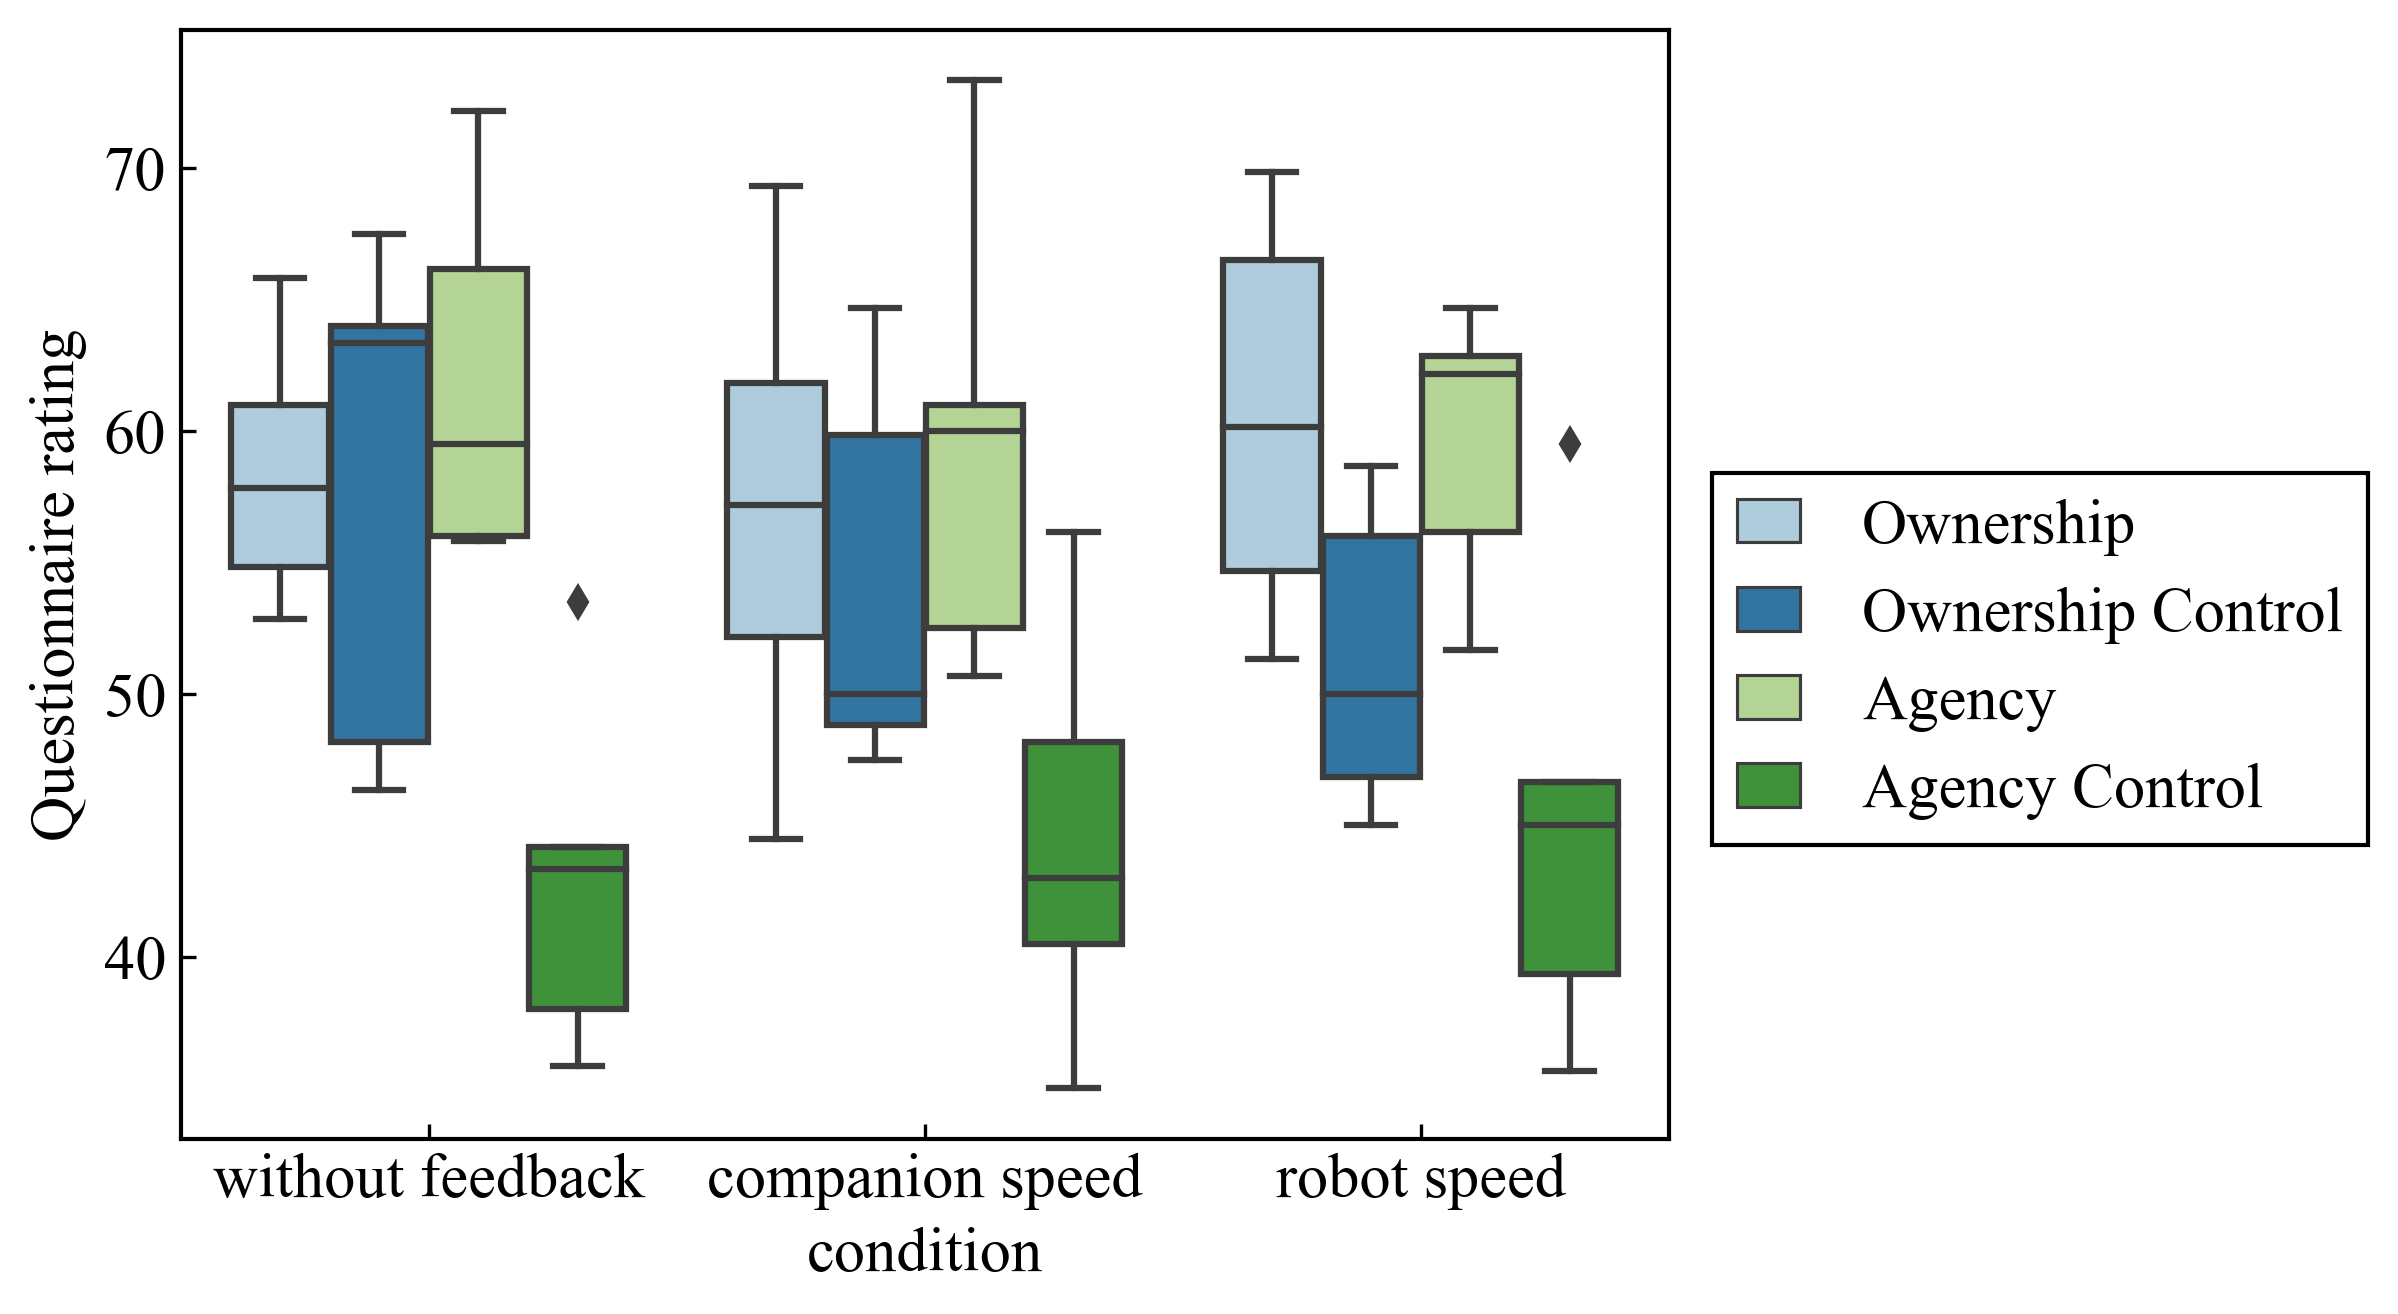 Questionnaire rating
70
60
50
40
without feedback
companion speed
robot speed
condition
Ownership
Ownership Control
Agency
Agency Control